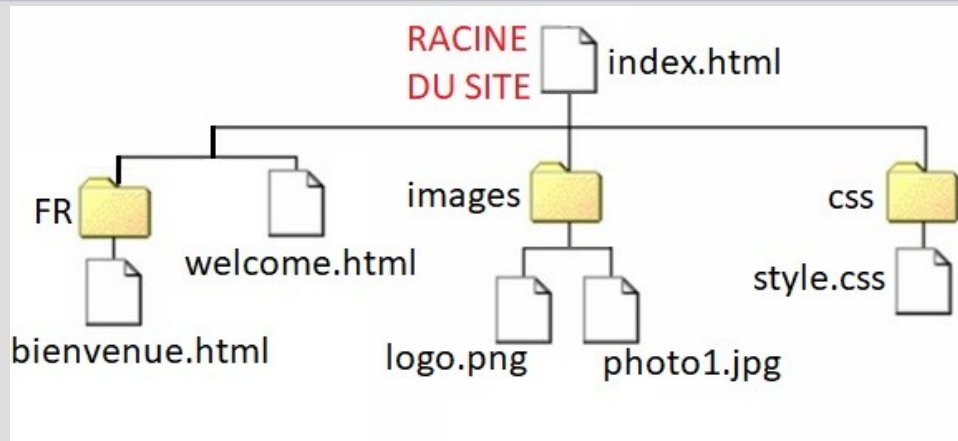 RACINE
DU SITE
index.html
FR
welcome.html
images
css
bienvenue.html
logo.png
photo1.jpg
style.css